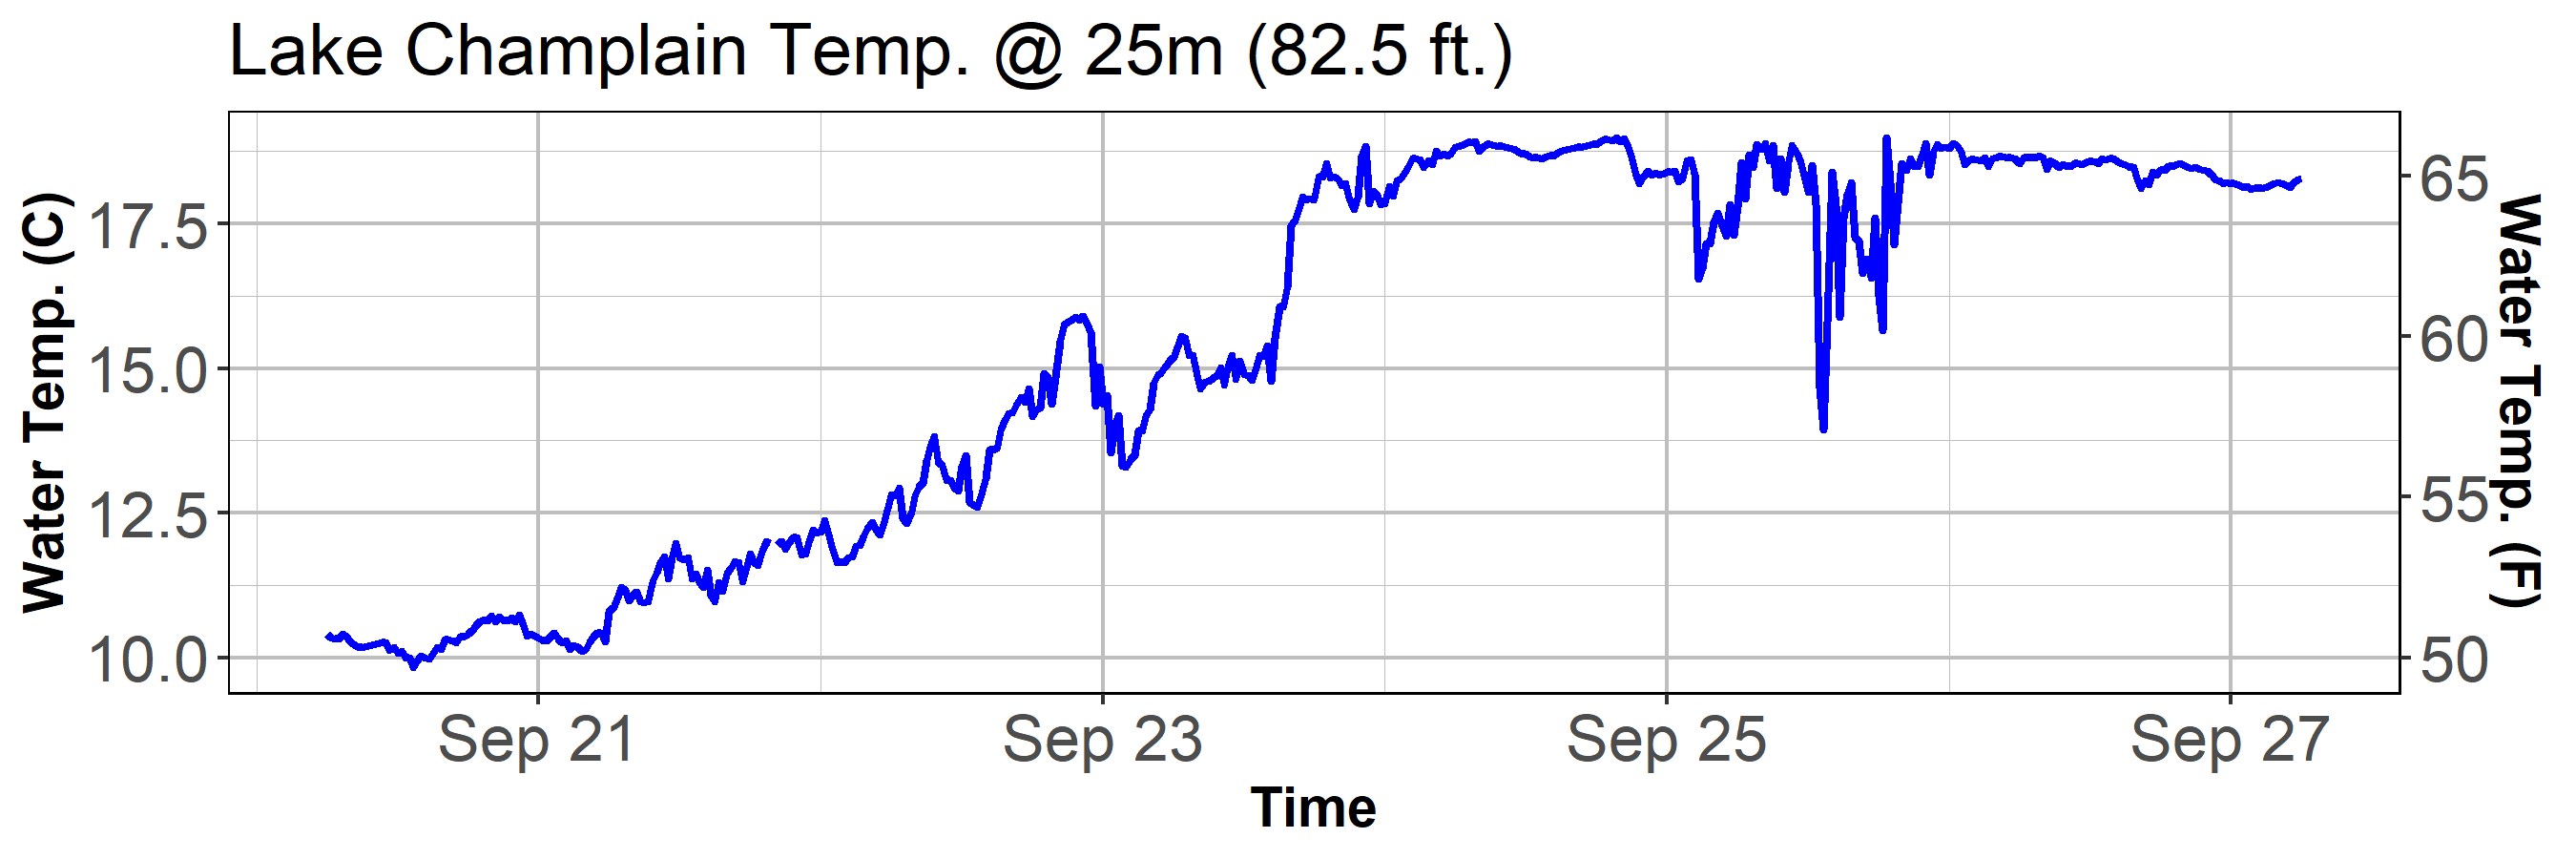 Lake Champlain Temp. @ 25m (82.5 ft.)
Water Temp. (C)
17.5
15.0
12.5
10.0
65
60
55
50
Water Temp. (F)
Sep 21 Sep 23 Sep 25 Sep 27
Time